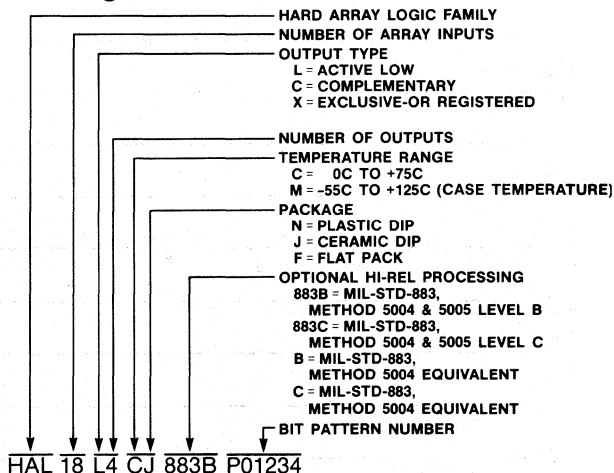 HARD ARRAY LOGIC FAMILY
NUMBER OF ARRAY INPUTS
OUTPUT TYPE
L = ACTIVE LOW
C = COMPLEMENTARY
X = EXCLUSIVE-OR REGISTERED
NUMBER OF OUTPUTS
TEMPERATURE RANGE
C = 0C TO +75C
M = -55C TO +125C (CASE TEMPERATURE)
PACKAGE
N = PLASTIC DIP
J = CERAMIC DIP
F = FLAT PACK
OPTIONAL HI-REL PROCESSING
883B = MIL-STD-883,
METHOD 5004 & 5005 LEVEL B
883C = MIL-STD-883,
METHOD 5004 & 5005 LEVEL C
B = MIL-STD-883,
METHOD 5004 EQUIVALENT
C = MIL-STD-883,
METHOD 5004 EQUIVALENT
BIT PATTERN NUMBER
HAL 18 L4 CJ 883B P01234